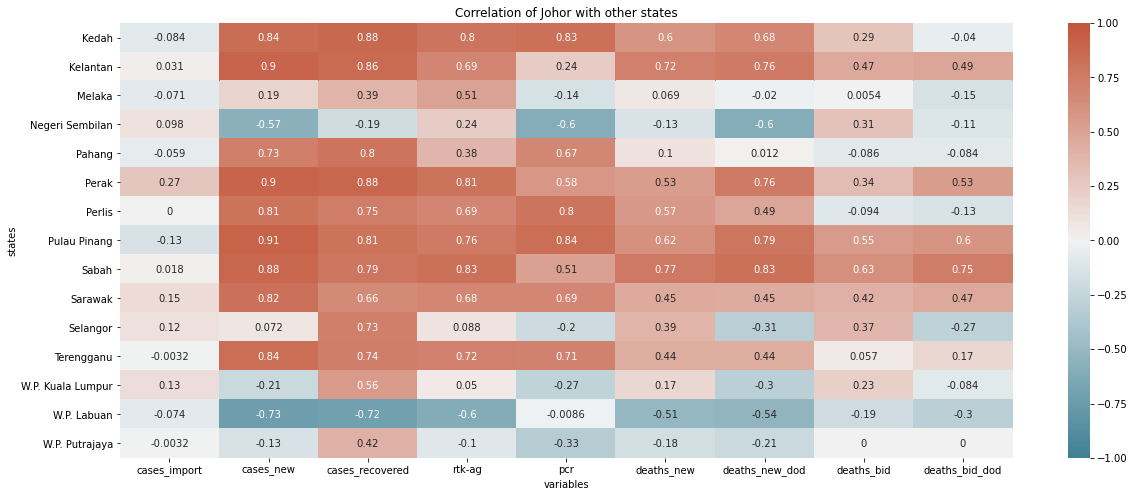 Correlation of Johor with other states
states
Kedah -0.084 0.84 0.88 0.8 0.83 0.6 0.68 0.29 -0.04
Kelantan 0.031 0.9 0.86 0.69 0.24 0.72 0.76 0.47 0.49
Melaka -0.071 0.19 0.39 0.51 -0.14 0.069 -0.02 0.0054 -0.15
Negeri Sembilan 0.098 -0.57 -0.19 0.24 -0.6 -0.13 -0.6 0.31 -0.11
Pahang -0.059 0.73 0.8 0.38 0.67 0.1 0.012 -0.086 -0.084
Perak 0.27 0.9 0.88 0.81 0.58 0.53 0.76 0.34 0.53
Perlis 0 0.81 0.75 0.69 0.8 0.57 0.49 -0.094 -0.13
Pulau Pinang -0.13 0.91 0.81 0.76 0.84 0.62 0.79 0.55 0.6
Sabah 0.018 0.88 0.79 0.83 0.51 0.77 0.83 0.63 0.75
Sarawak 0.15 0.82 0.66 0.68 0.69 0.45 0.45 0.42 0.47
Selangor 0.12 0.072 0.73 0.088 -0.2 0.39 -0.31 0.37 -0.27
Terengganu -0.0032 0.84 0.74 0.72 0.71 0.44 0.44 0.057 0.17
W.P. Kuala Lumpur 0.13 -0.21 0.56 0.05 -0.27 0.17 -0.3 0.23 -0.084
W.P. Labuan -0.074 -0.73 -0.72 -0.6 -0.0086 -0.51 -0.54 -0.19 -0.3
W.P. Putrajaya -0.0032 -0.13 0.42 -0.1 -0.33 -0.18 -0.21 0 0
cases_import cases_new cases_recovered rtk-ag pcr deaths_new deaths_new_dod deaths_bid deaths_bid_dod
variables
1.00
0.75
0.50
0.25
0.00
−0.25
−0.50
−0.75
−1.00